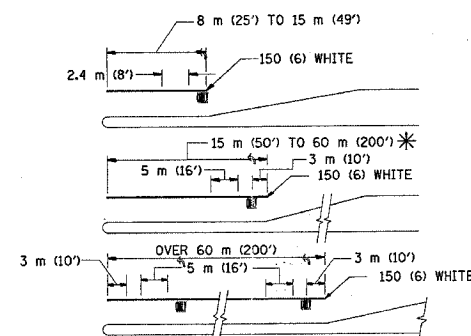 8 m (25') TO 15 m (49')
2.4 m (8')
150 (6) WHITE
15 m (50') TO 60 m (200') *
5 m (16')
3 m (10')
150 (6) WHITE
OVER 60 m (200')
3 m (10')
5 m (16')
3 m (10')
150 (6) WHITE